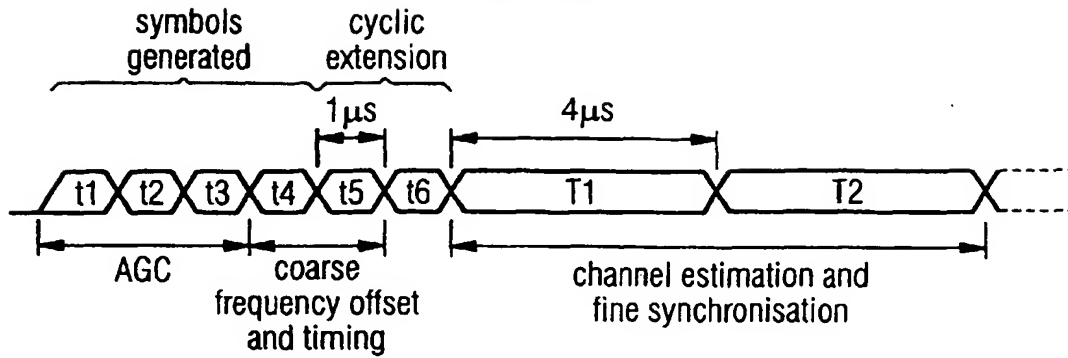 symbols
generated
cyclic
extension
1μs
4μs
t1 t2 t3 t4 t5 t6 T1 T2
AGC
coarse
frequency offset
and timing
channel estimation and
fine synchronisation